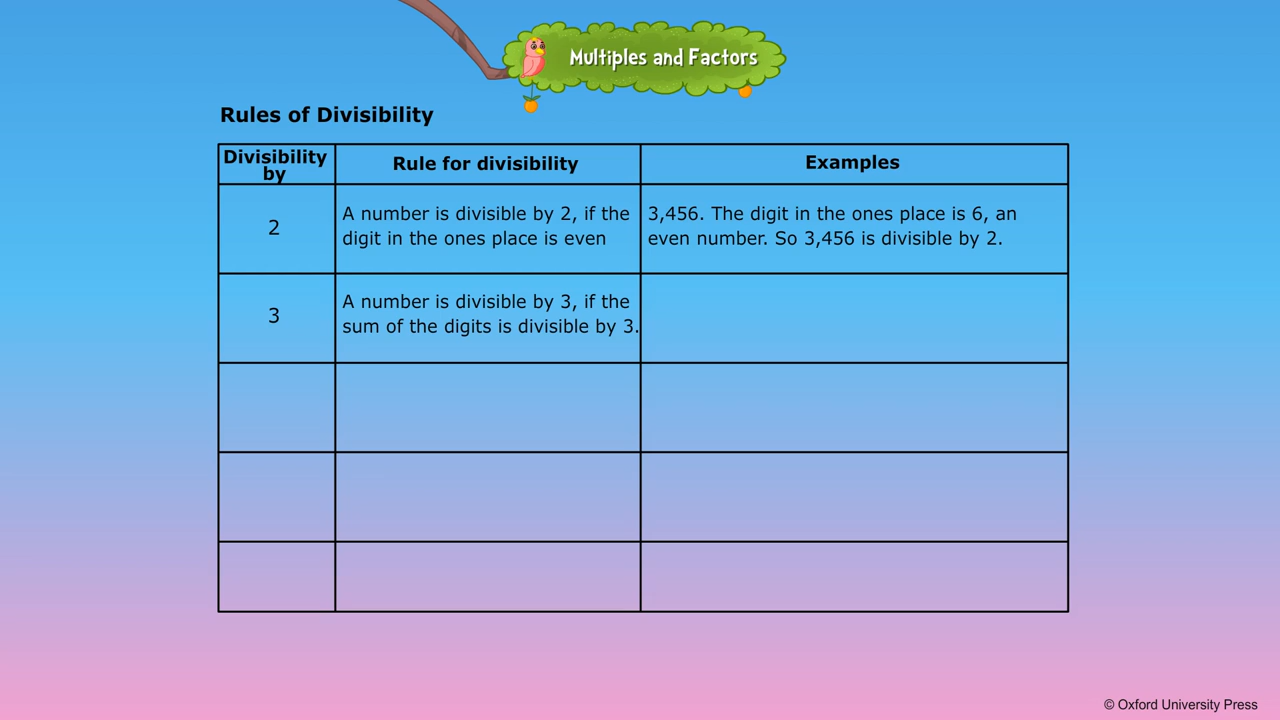 Multiples and Factors
Rules of Divisibility
Divisibility
by
Rule for divisibility
Examples
2
A number is divisible by 2, if the
digit in the ones place is even
3,456. The digit in the ones place is 6, an
even number. So 3,456 is divisible by 2.
3
A number is divisible by 3, if the
sum of the digits is divisible by 3.
© Oxford University Press